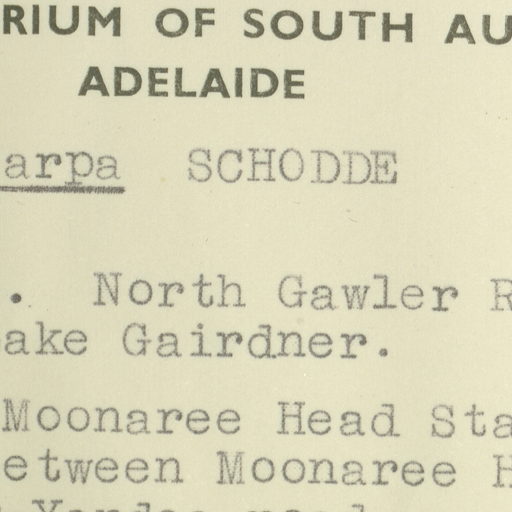 RIUM OF SOUTH AU
ADELAIDE
arpa SCHODDE
. North Gawler R
ake Gairdner.
Moonaree Head Sta
etween Moonaree H